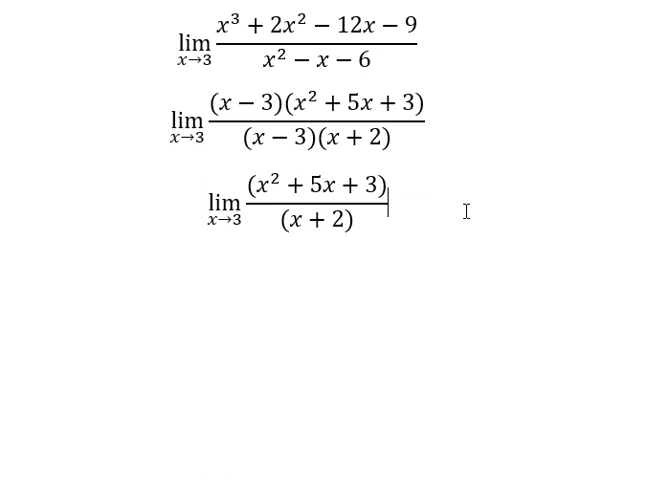 lim x→3 (x³ + 2x² − 12x − 9) / (x² − x − 6)
lim x→3 ((x − 3)(x² + 5x + 3)) / ((x − 3)(x + 2))
lim x→3 (x² + 5x + 3) / (x + 2)